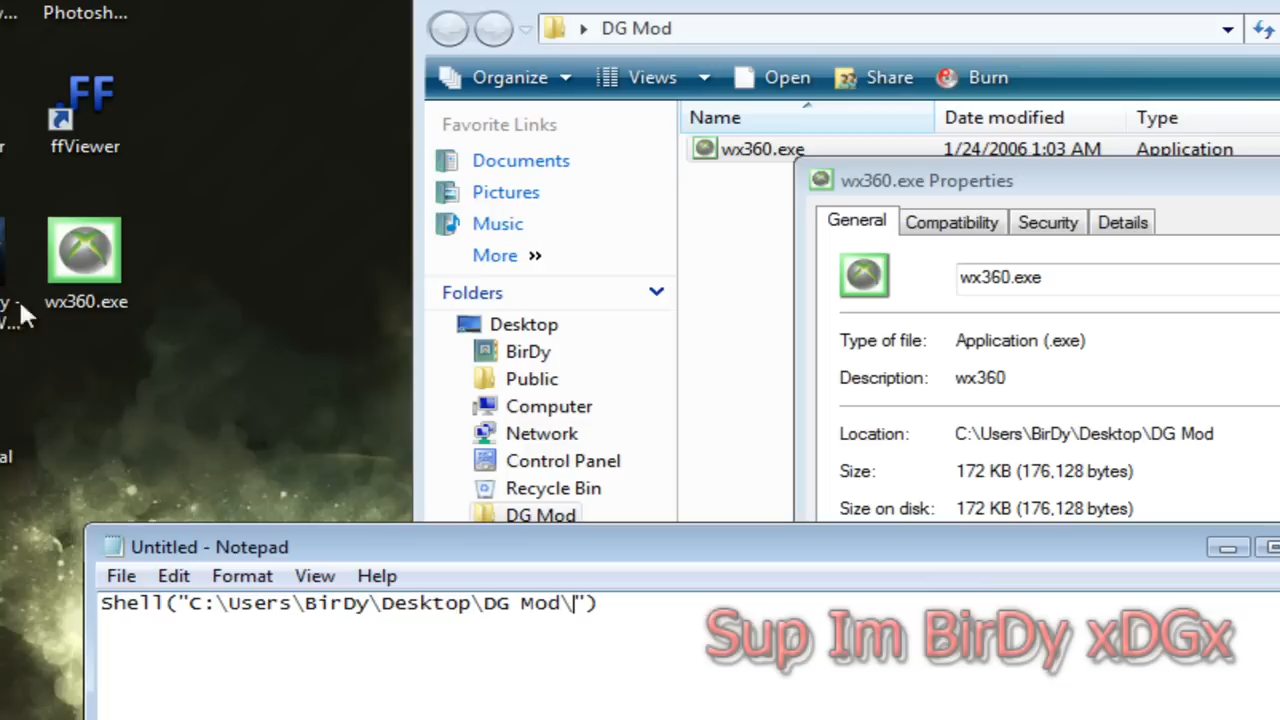 Photosh...
ffViewer
wx360.exe
DG Mod
Organize Views Open Share Burn
Favorite Links
Documents
Pictures
Music
More »
Folders
Desktop
BirDy
Public
Computer
Network
Control Panel
Recycle Bin
DG Mod
Name Date modified Type
wx360.exe 1/24/2006 1:03 AM Application
wx360.exe Properties
General Compatibility Security Details
wx360.exe
Type of file: Application (.exe)
Description: wx360
Location: C:\Users\BirDy\Desktop\DG Mod
Size: 172 KB (176,128 bytes)
Size on disk: 172 KB (176,128 bytes)
Untitled - Notepad
File Edit Format View Help
Shell("C:\Users\BirDy\Desktop\DG Mod\")
Sup Im BirDy xDGx